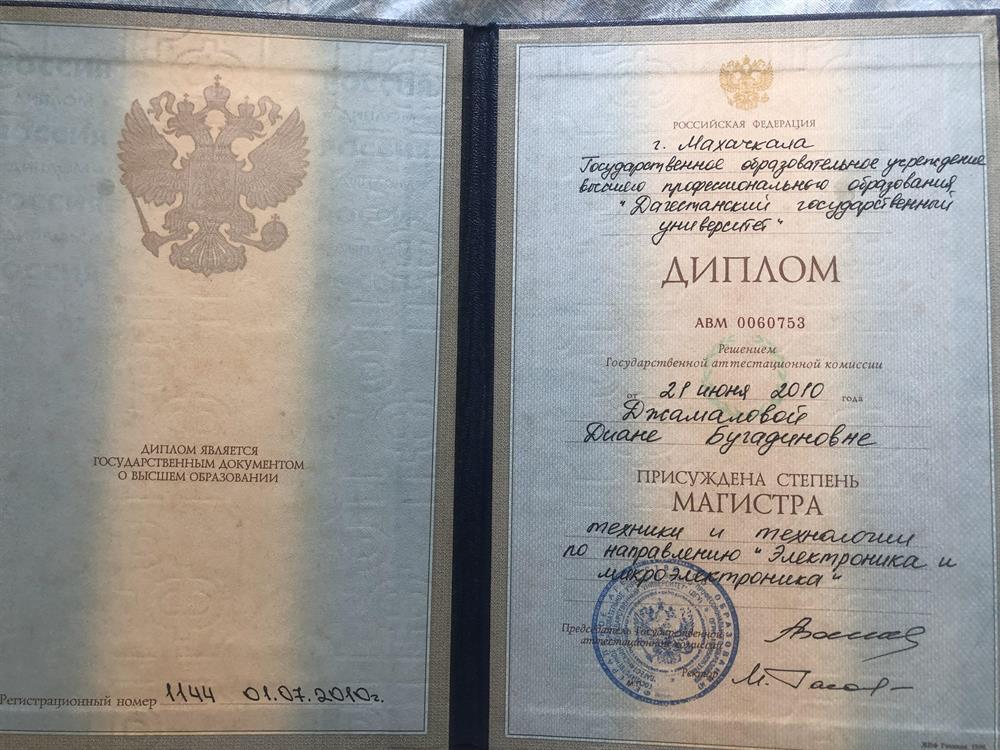 ДИПЛОМ ЯВЛЯЕТСЯ
ГОСУДАРСТВЕННЫМ ДОКУМЕНТОМ
О ВЫСШЕМ ОБРАЗОВАНИИ
Регистрационный номер 1144 01.07.2010г.
РОССИЙСКАЯ ФЕДЕРАЦИЯ
г. Махачкала
Государственное образовательное учреждение
высшего профессионального образования
"Дагестанский государственный
университет"
ДИПЛОМ
АВМ 0060753
Решением
Государственной аттестационной комиссии
от 21 июня 2010 года
Джамаловой
Диане Бугадиновне
ПРИСУЖДЕНА СТЕПЕНЬ
МАГИСТРА
техники и технологии
по направлению "Электроника и
микроэлектроника"
Председатель Государственной
аттестационной комиссии
Ректор